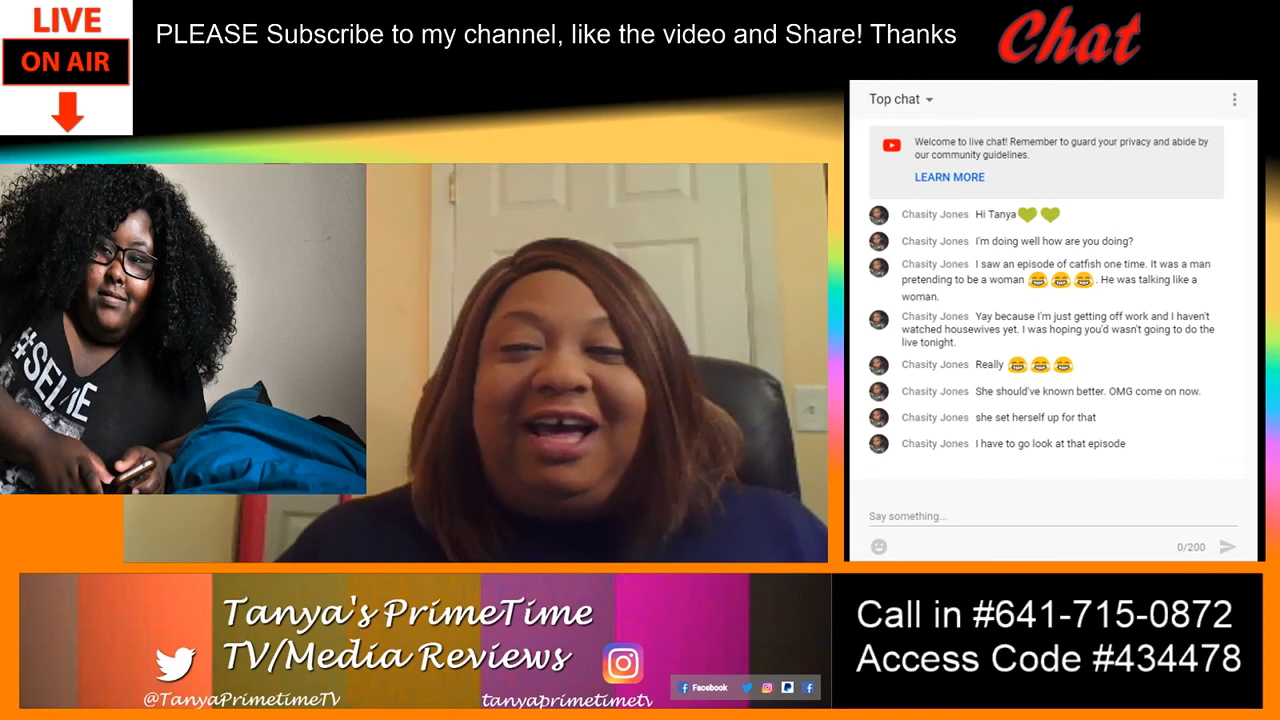 LIVE
ON AIR
PLEASE Subscribe to my channel, like the video and Share! Thanks
Chat
Top chat
Welcome to live chat! Remember to guard your privacy and abide by
our community guidelines.
LEARN MORE
Chasity Jones Hi Tanya
Chasity Jones I'm doing well how are you doing?
Chasity Jones I saw an episode of catfish one time. It was a man
pretending to be a woman 😂😂😂. He was talking like a
woman.
Chasity Jones Yay because I'm just getting off work and I haven't
watched housewives yet. I was hoping you'd wasn't going to do the
live tonight.
Chasity Jones Really 😂😂😂
Chasity Jones She should've known better. OMG come on now.
Chasity Jones she set herself up for that
Chasity Jones I have to go look at that episode
Say something...
0/200
#SELFIE
Tanya's PrimeTime
TV/Media Reviews
@TanyaPrimetimeTV
tanyaprimetimetv
Facebook
Call in #641-715-0872
Access Code #434478